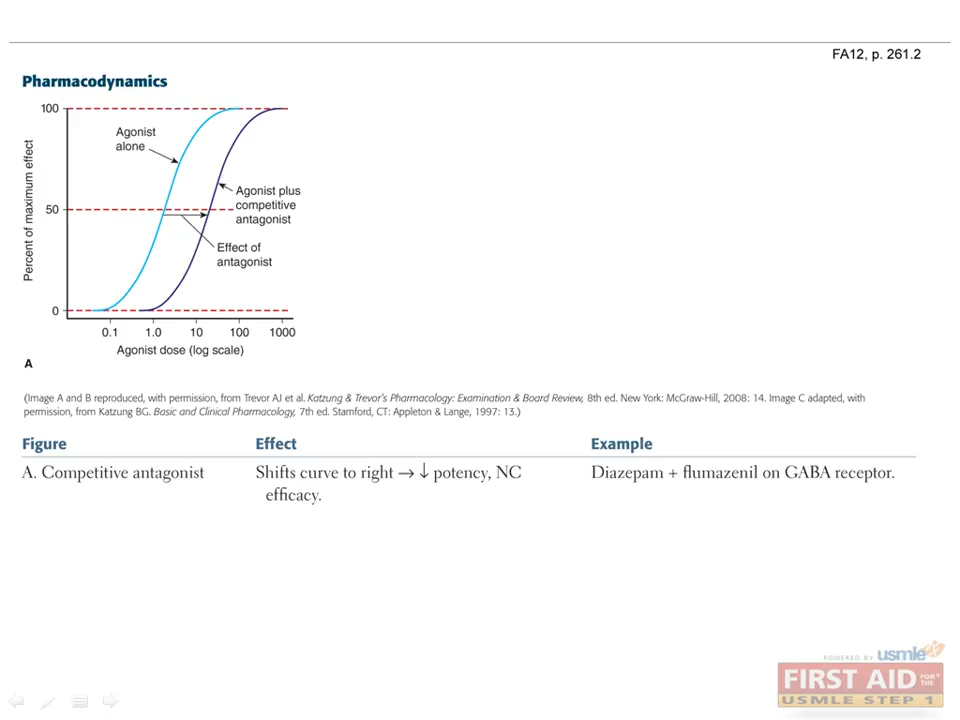 FA12, p. 261.2
Pharmacodynamics
100
50
0
Percent of maximum effect
Agonist
alone
Agonist plus
competitive
antagonist
Effect of
antagonist
0.1 1.0 10 100 1000
Agonist dose (log scale)
A
(Image A and B reproduced, with permission, from Trevor AJ et al. Katzung & Trevor's Pharmacology: Examination & Board Review, 8th ed. New York: McGraw-Hill, 2008: 14. Image C adapted, with
permission, from Katzung BG. Basic and Clinical Pharmacology, 7th ed. Stamford, CT: Appleton & Lange, 1997: 13.)
Figure Effect Example
A. Competitive antagonist Shifts curve to right → ↓ potency, NC Diazepam + flumazenil on GABA receptor.
efficacy.
POWERED BY usmle
FIRST AID FOR THE®
USMLE STEP 1